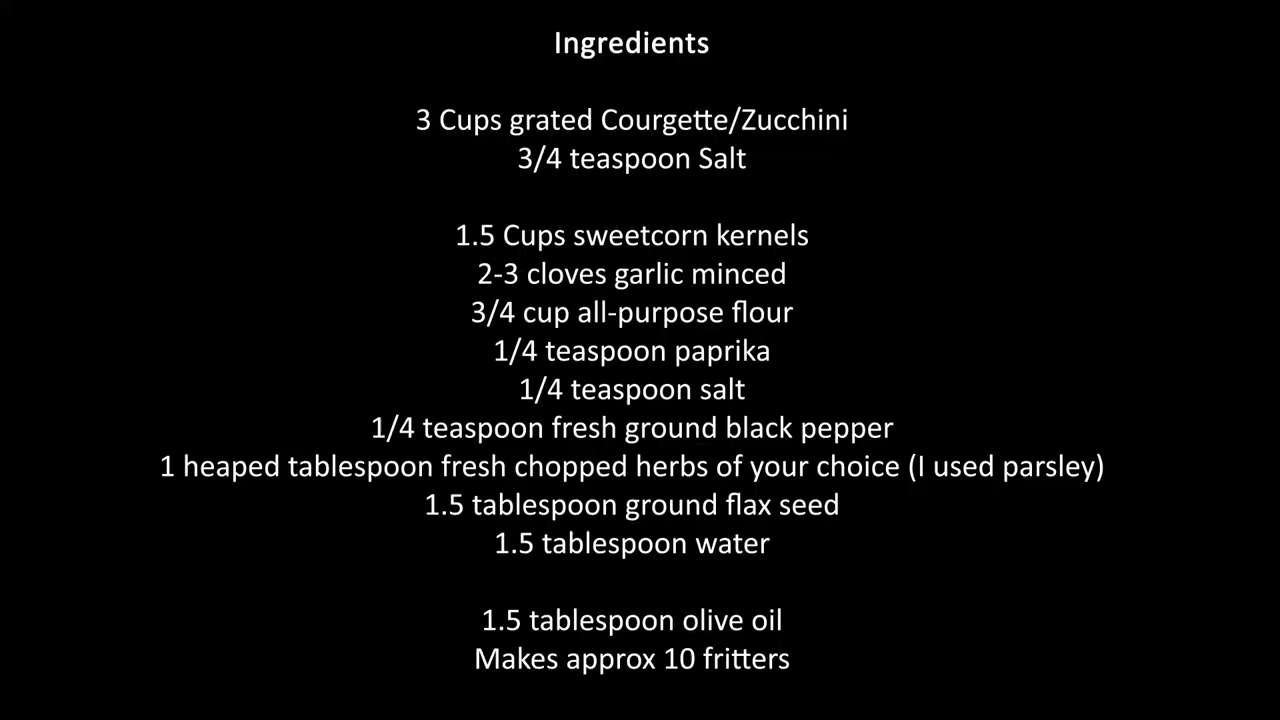 Ingredients
3 Cups grated Courgette/Zucchini
3/4 teaspoon Salt
1.5 Cups sweetcorn kernels
2-3 cloves garlic minced
3/4 cup all-purpose flour
1/4 teaspoon paprika
1/4 teaspoon salt
1/4 teaspoon fresh ground black pepper
1 heaped tablespoon fresh chopped herbs of your choice (I used parsley)
1.5 tablespoon ground flax seed
1.5 tablespoon water
1.5 tablespoon olive oil
Makes approx 10 fritters